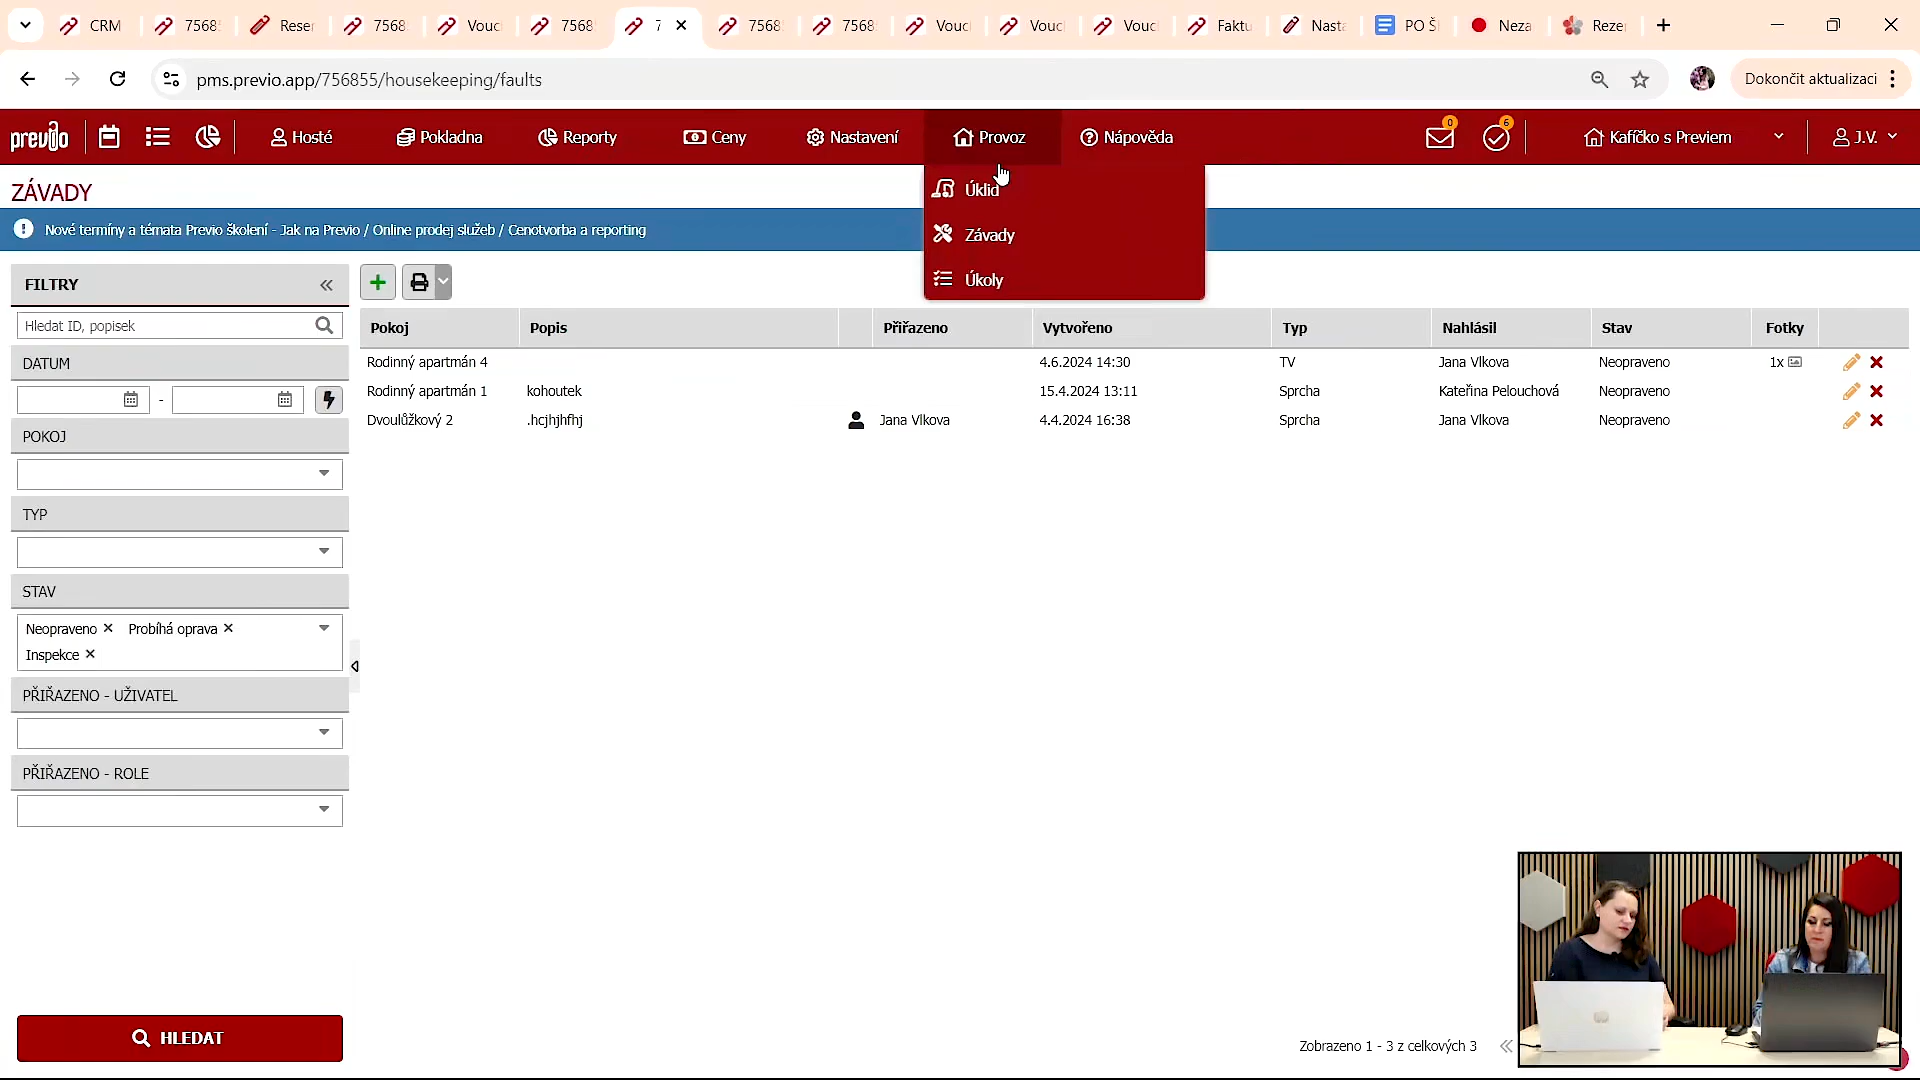 CRM 7568 Rese 7568 Vouc 7568 7 7568 7568 Vouc Vouc Vouc Faktu Nasta PO Š Neza Reze
pms.previo.app/756855/housekeeping/faults Dokončit aktualizaci
previo Hosté Pokladna Reporty Ceny Nastavení Provoz Nápověda 0 6 Kafíčko s Previem J.V.
Úklid
Závady
Úkoly
ZÁVADY
Nové termíny a témata Previo školení - Jak na Previo / Online prodej služeb / Cenotvorba a reporting
FILTRY
Hledat ID, popisek
DATUM
-
POKOJ
TYP
STAV
Neopraveno Probíhá oprava
Inspekce
PŘIŘAZENO - UŽIVATEL
PŘIŘAZENO - ROLE
HLEDAT
Pokoj Popis Přiřazeno Vytvořeno Typ Nahlásil Stav Fotky
Rodinný apartmán 4 4.6.2024 14:30 TV Jana Vlkova Neopraveno 1x
Rodinný apartmán 1 kohoutek 15.4.2024 13:11 Sprcha Kateřina Pelouchová Neopraveno
Dvoulůžkový 2 .hcjhjhfhj Jana Vlkova 4.4.2024 16:38 Sprcha Jana Vlkova Neopraveno
Zobrazeno 1 - 3 z celkových 3